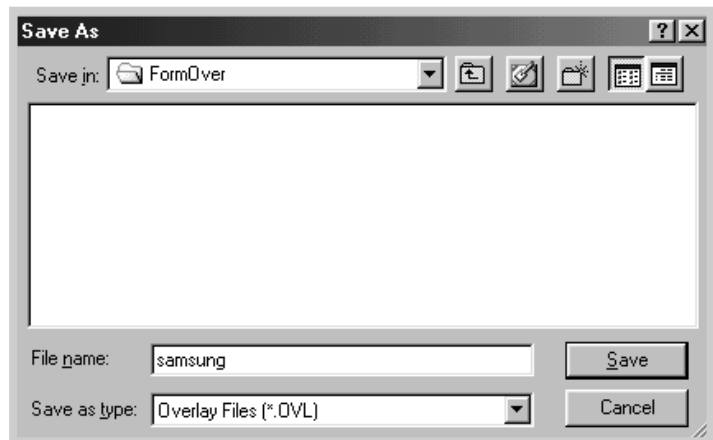 Save As
Save in: FormOver
File name: samsung Save
Save as type: Overlay Files (*.OVL) Cancel